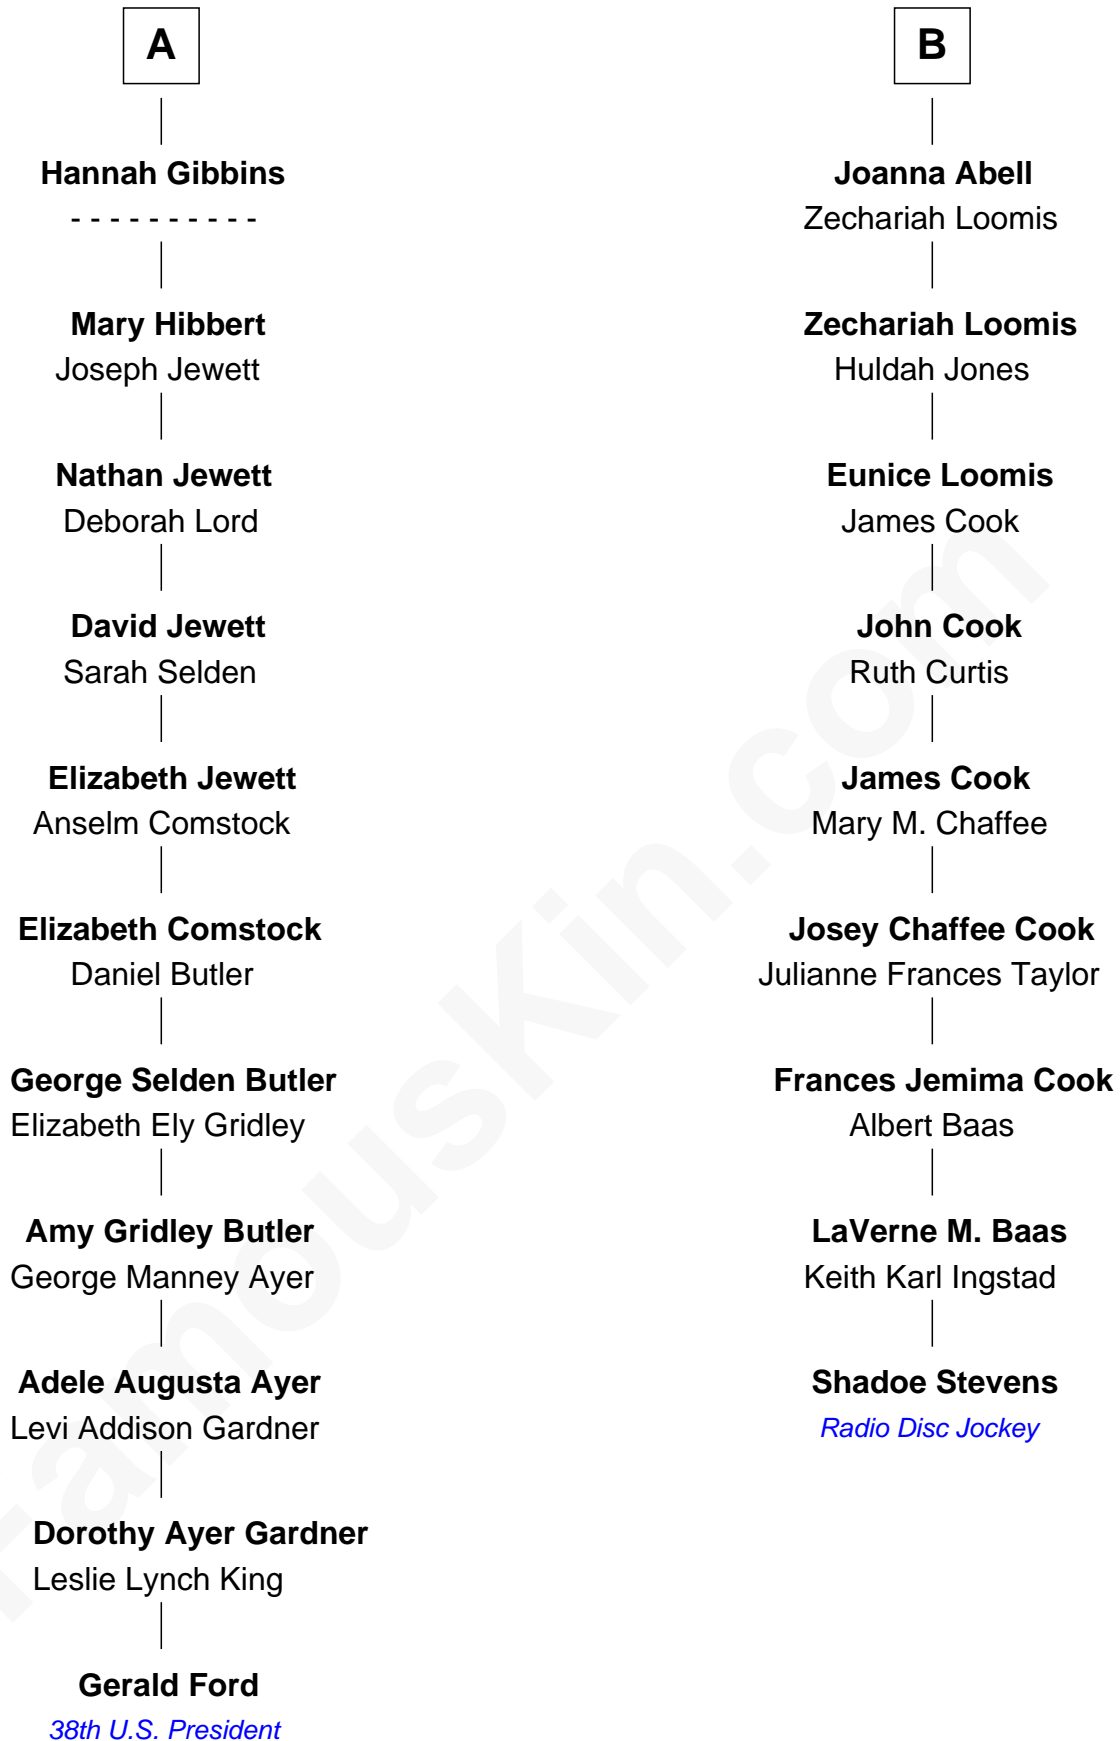 A
Hannah Gibbins
- - - - - - - - - -
Mary Hibbert
Joseph Jewett
Nathan Jewett
Deborah Lord
David Jewett
Sarah Selden
Elizabeth Jewett
Anselm Comstock
Elizabeth Comstock
Daniel Butler
George Selden Butler
Elizabeth Ely Gridley
Amy Gridley Butler
George Manney Ayer
Adele Augusta Ayer
Levi Addison Gardner
Dorothy Ayer Gardner
Leslie Lynch King
Gerald Ford
38th U.S. President
B
Joanna Abell
Zechariah Loomis
Zechariah Loomis
Huldah Jones
Eunice Loomis
James Cook
John Cook
Ruth Curtis
James Cook
Mary M. Chaffee
Josey Chaffee Cook
Julianne Frances Taylor
Frances Jemima Cook
Albert Baas
LaVerne M. Baas
Keith Karl Ingstad
Shadoe Stevens
Radio Disc Jockey
FamousKin.com